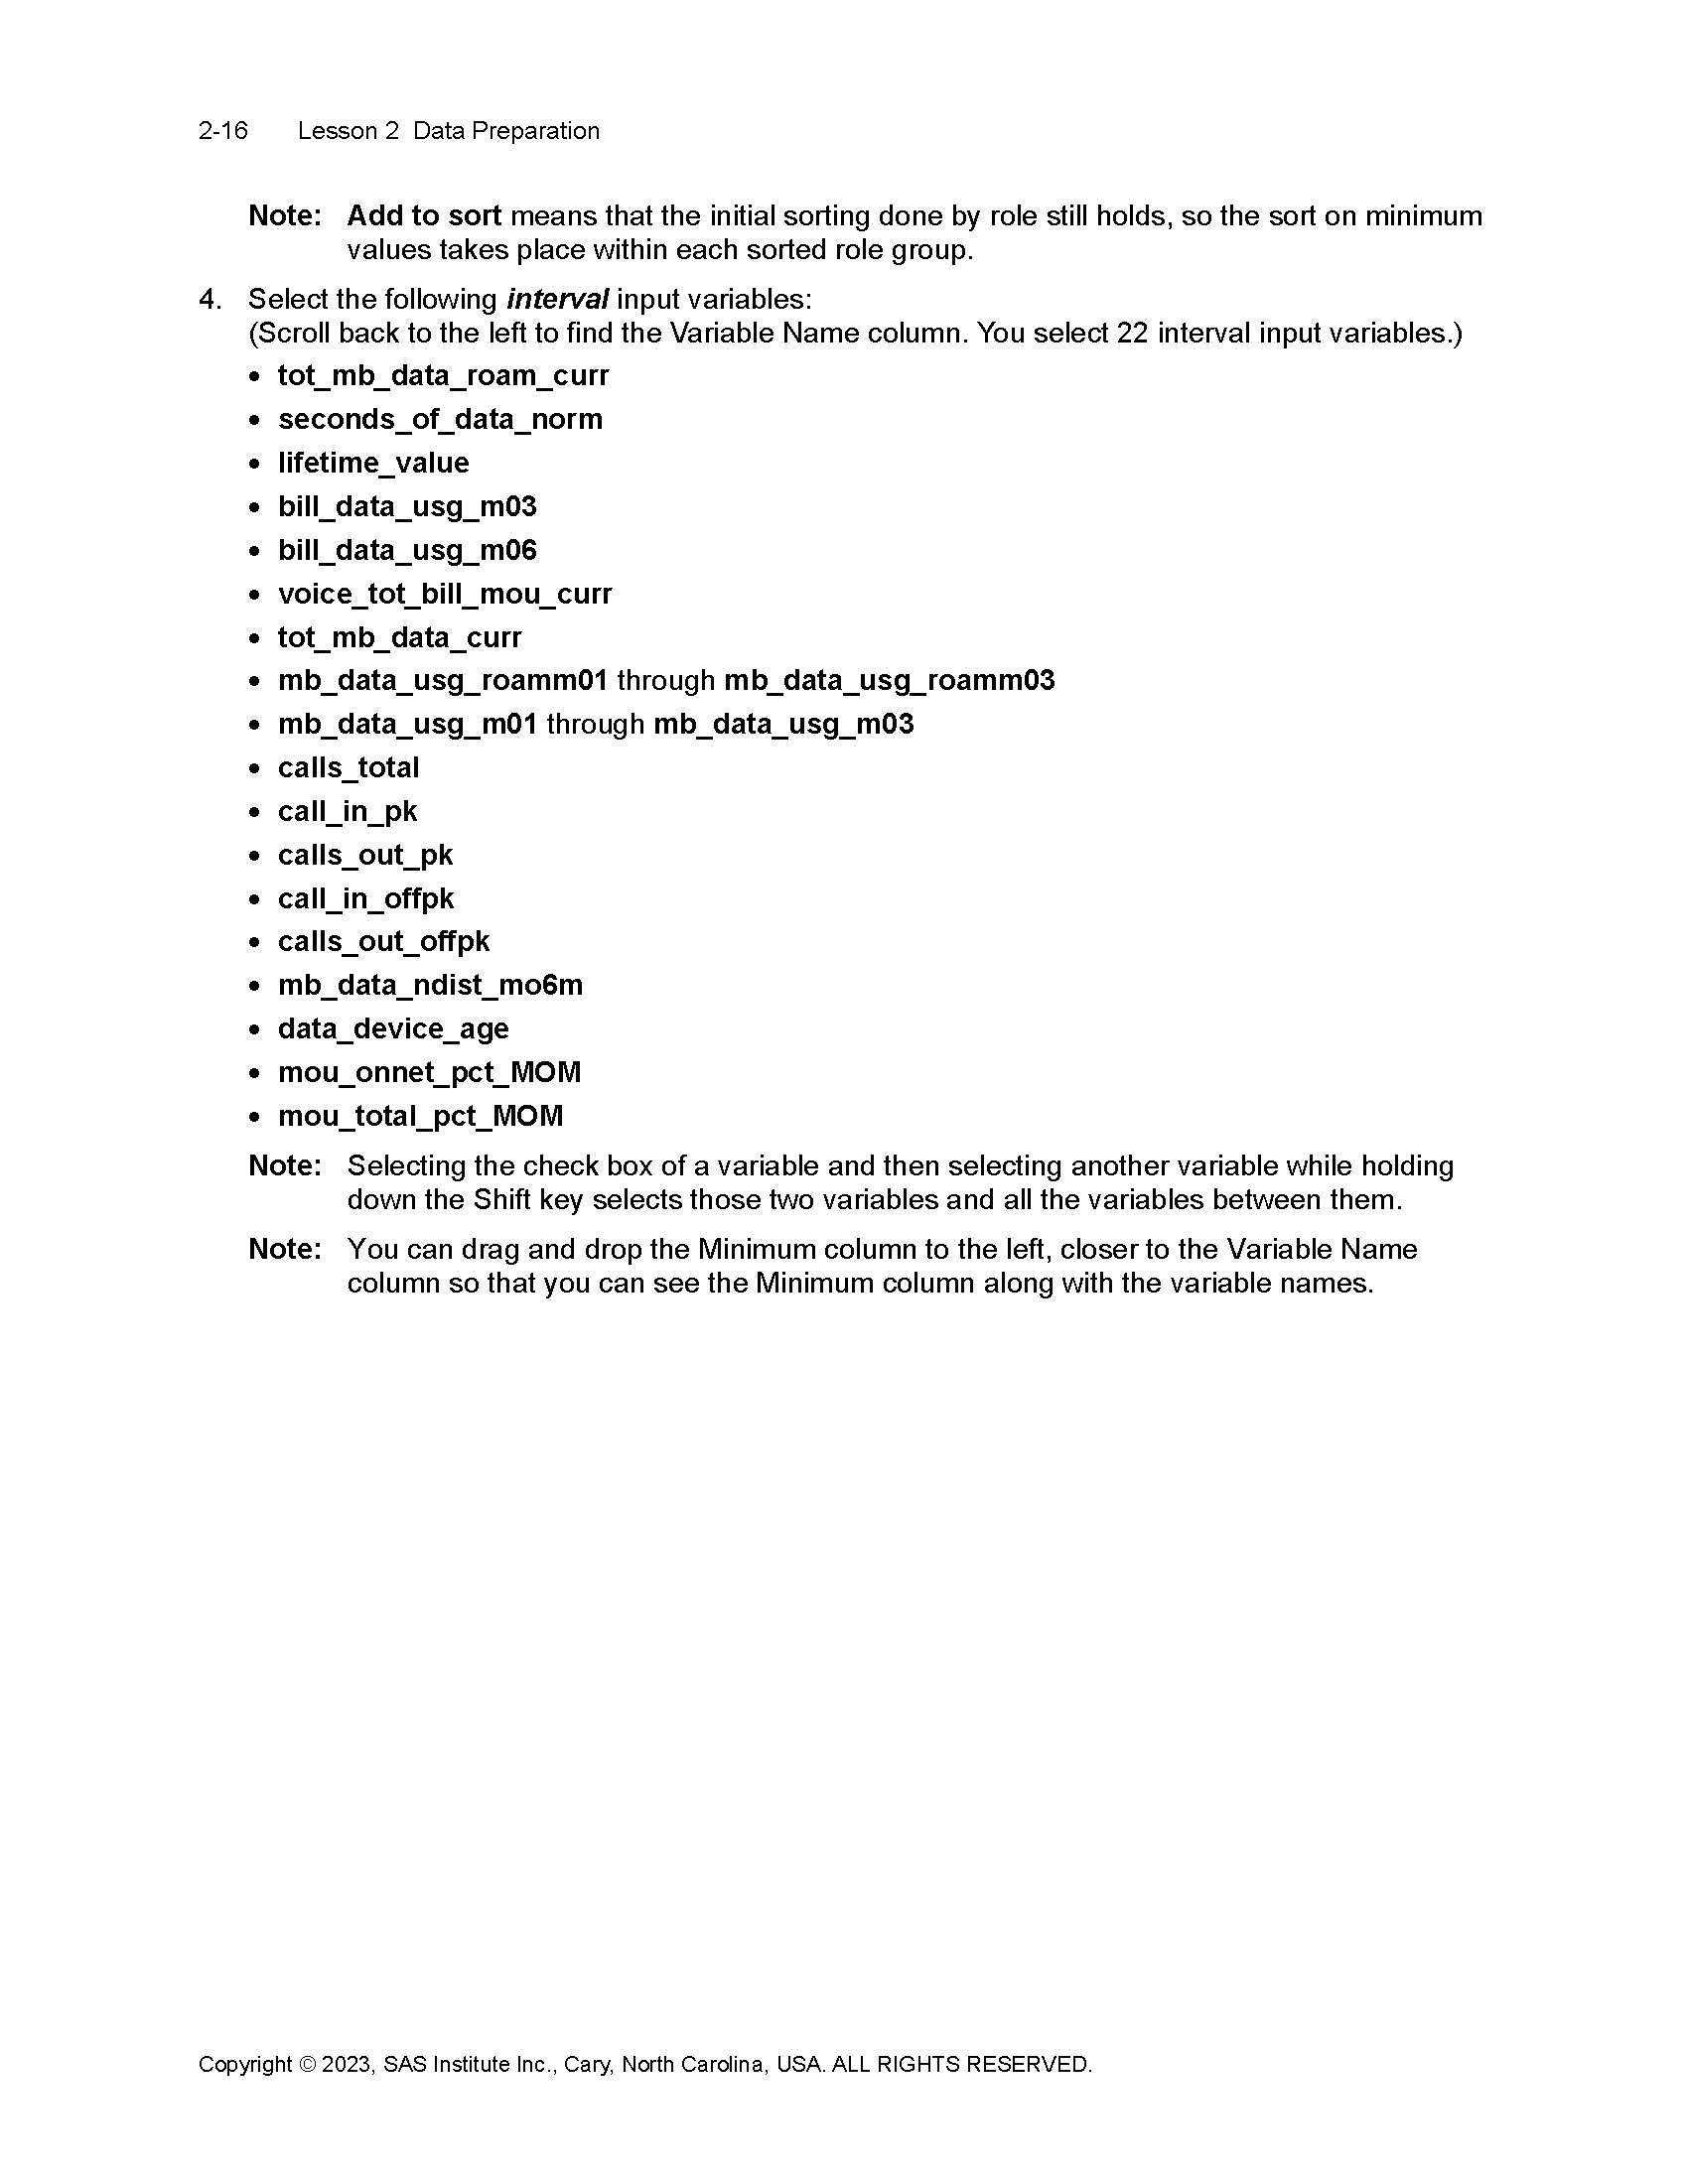 2-16 Lesson 2 Data Preparation
Note: Add to sort means that the initial sorting done by role still holds, so the sort on minimum
values takes place within each sorted role group.
4. Select the following interval input variables:
(Scroll back to the left to find the Variable Name column. You select 22 interval input variables.)
• tot_mb_data_roam_curr
• seconds_of_data_norm
• lifetime_value
• bill_data_usg_m03
• bill_data_usg_m06
• voice_tot_bill_mou_curr
• tot_mb_data_curr
• mb_data_usg_roamm01 through mb_data_usg_roamm03
• mb_data_usg_m01 through mb_data_usg_m03
• calls_total
• call_in_pk
• calls_out_pk
• call_in_offpk
• calls_out_offpk
• mb_data_ndist_mo6m
• data_device_age
• mou_onnet_pct_MOM
• mou_total_pct_MOM
Note: Selecting the check box of a variable and then selecting another variable while holding
down the Shift key selects those two variables and all the variables between them.
Note: You can drag and drop the Minimum column to the left, closer to the Variable Name
column so that you can see the Minimum column along with the variable names.
Copyright © 2023, SAS Institute Inc., Cary, North Carolina, USA. ALL RIGHTS RESERVED.